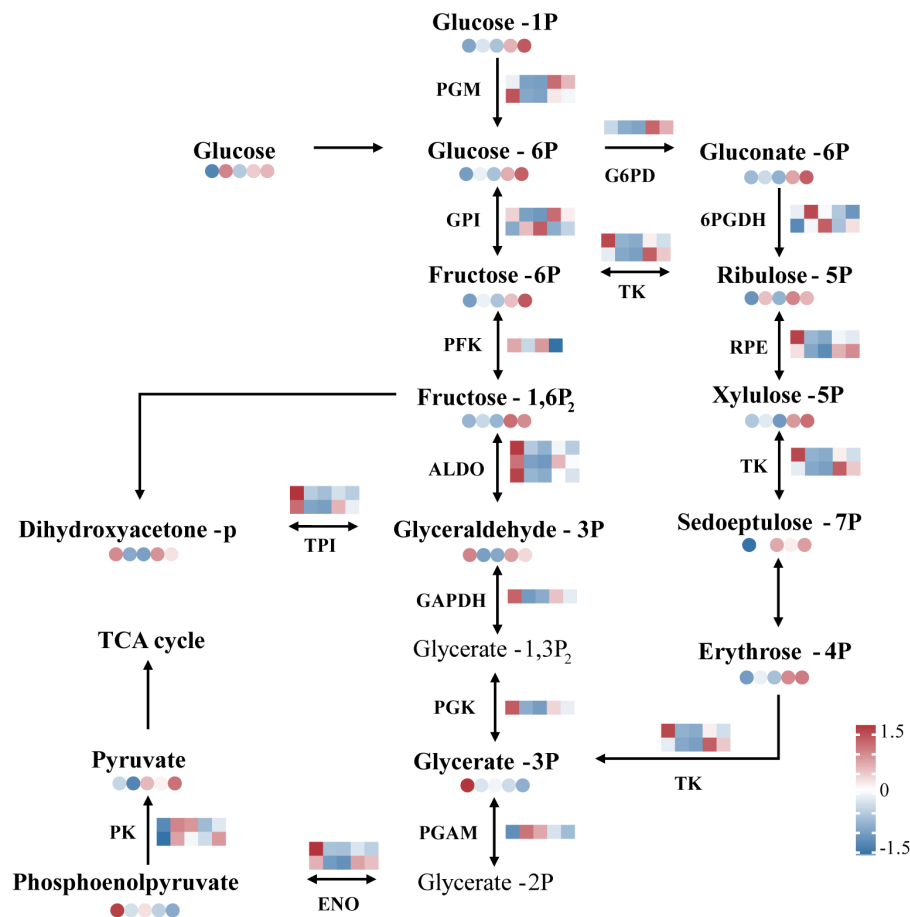 Glucose -1P
PGM
Glucose
Glucose - 6P
G6PD
Gluconate -6P
GPI
6PGDH
Fructose -6P
TK
Ribulose - 5P
PFK
RPE
Fructose - 1,6P₂
Xylulose -5P
ALDO
TK
Dihydroxyacetone -p
TPI
Glyceraldehyde - 3P
Sedoeptulose - 7P
GAPDH
TCA cycle
Glycerate -1,3P₂
Erythrose - 4P
PGK
Pyruvate
Glycerate -3P
TK
1.5
0
-1.5
PK
PGAM
Phosphoenolpyruvate
ENO
Glycerate -2P